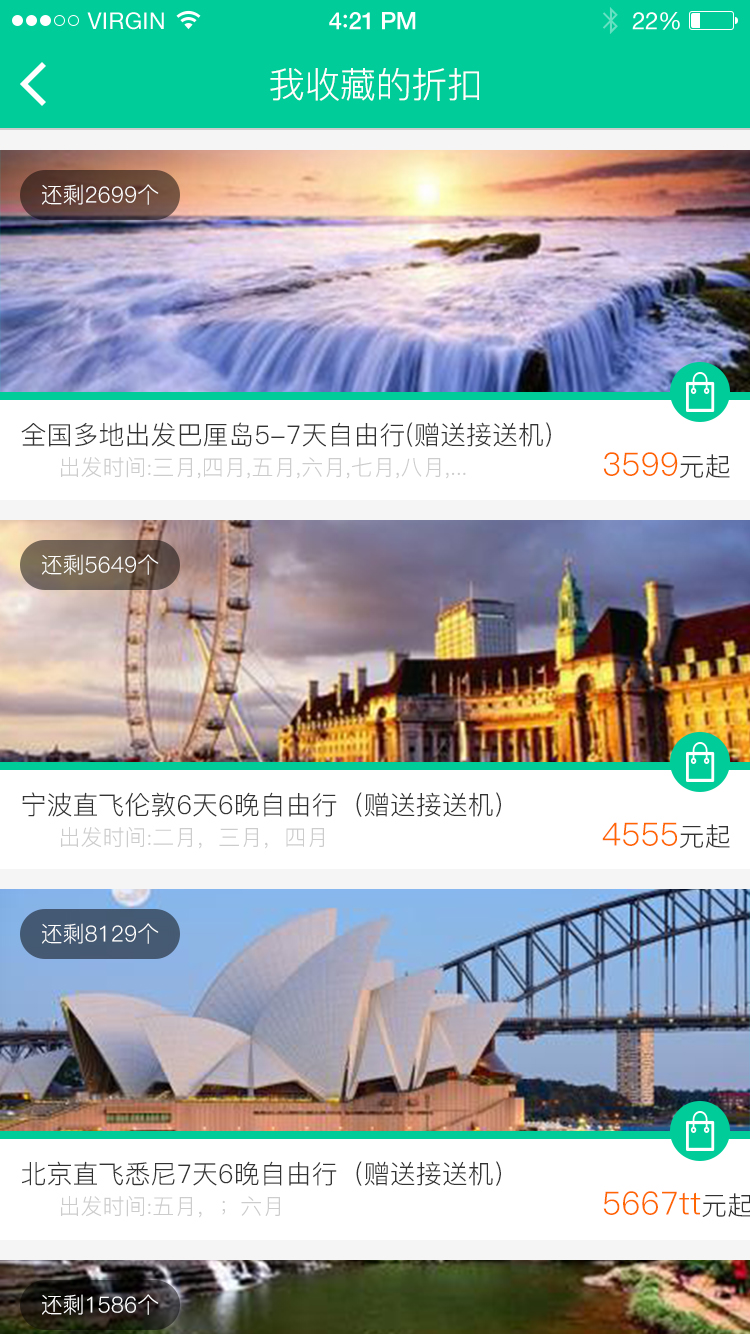 VIRGIN 4:21 PM 22%
我收藏的折扣
还剩2699个
全国多地出发巴厘岛5-7天自由行(赠送接送机)
出发时间:三月,四月,五月,六月,七月,八月,...
3599元起
还剩5649个
宁波直飞伦敦6天6晚自由行（赠送接送机）
出发时间:二月，三月，四月
4555元起
还剩8129个
北京直飞悉尼7天6晚自由行（赠送接送机）
出发时间:五月，；六月
5667tt元起
还剩1586个